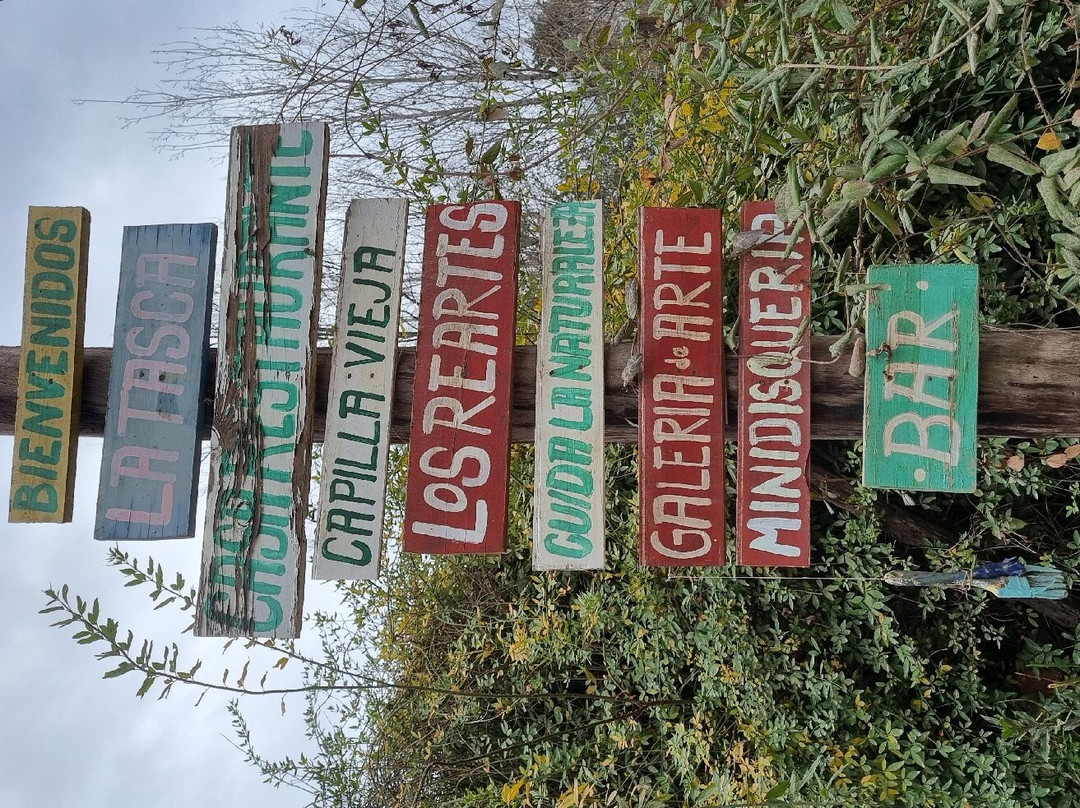 BIENVENIDOS
LA TASCA
CAPILLA VIEJA
LOS REARTES
CUIDA LA NATURALEZA
GALERIA de ARTE
MINIDISQUERIA
BAR